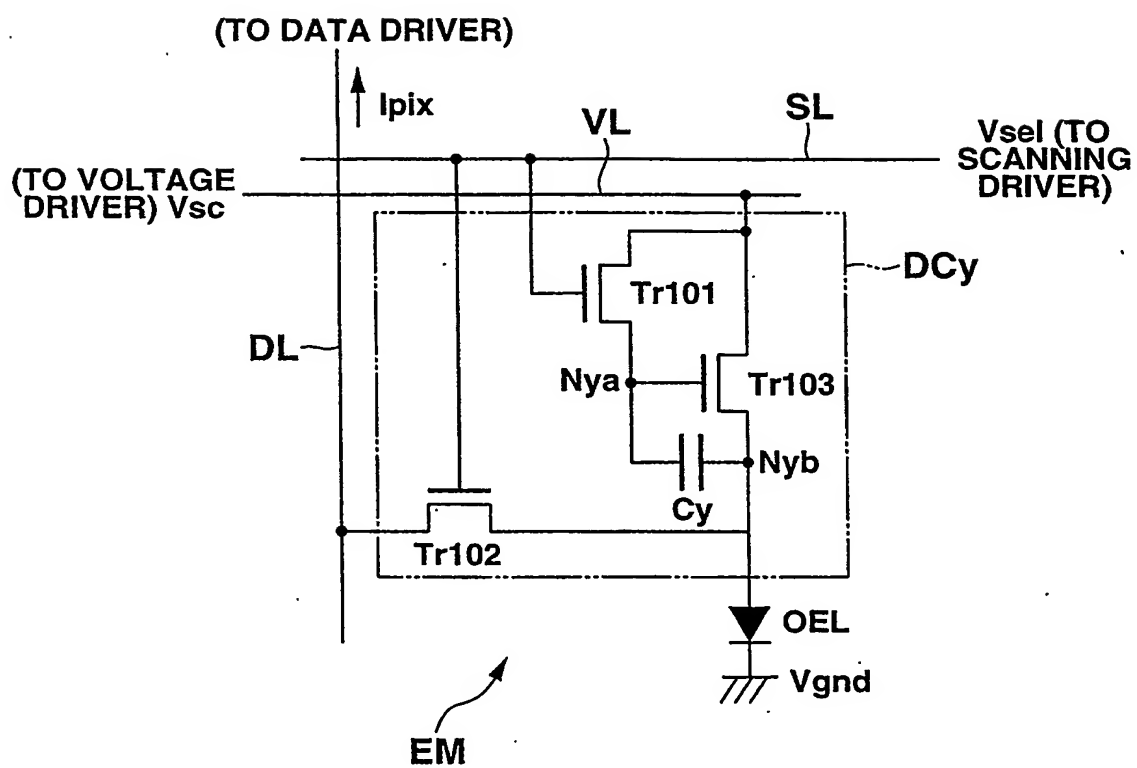 (TO DATA DRIVER)
Ipix
VL
SL
Vsel (TO
SCANNING
DRIVER)
(TO VOLTAGE
DRIVER) Vsc
DCy
Tr101
DL
Nya
Tr103
Nyb
Cy
Tr102
OEL
Vgnd
EM